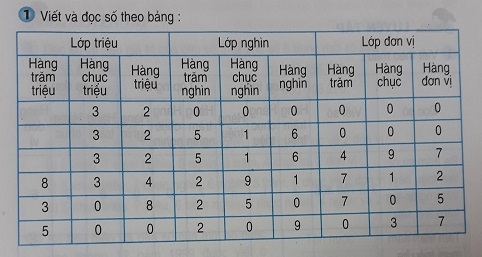 1 Viết và đọc số theo bảng :
Lớp triệu Lớp nghìn Lớp đơn vị
Hàng trăm triệu Hàng chục triệu Hàng triệu Hàng trăm nghìn Hàng chục nghìn Hàng nghìn Hàng trăm Hàng chục Hàng đơn vị
3 2 0 0 0 0 0 0
3 2 5 1 6 0 0 0
3 2 5 1 6 4 9 7
8 3 4 2 9 1 7 1 2
3 0 8 2 5 0 7 0 5
5 0 0 2 0 9 0 3 7